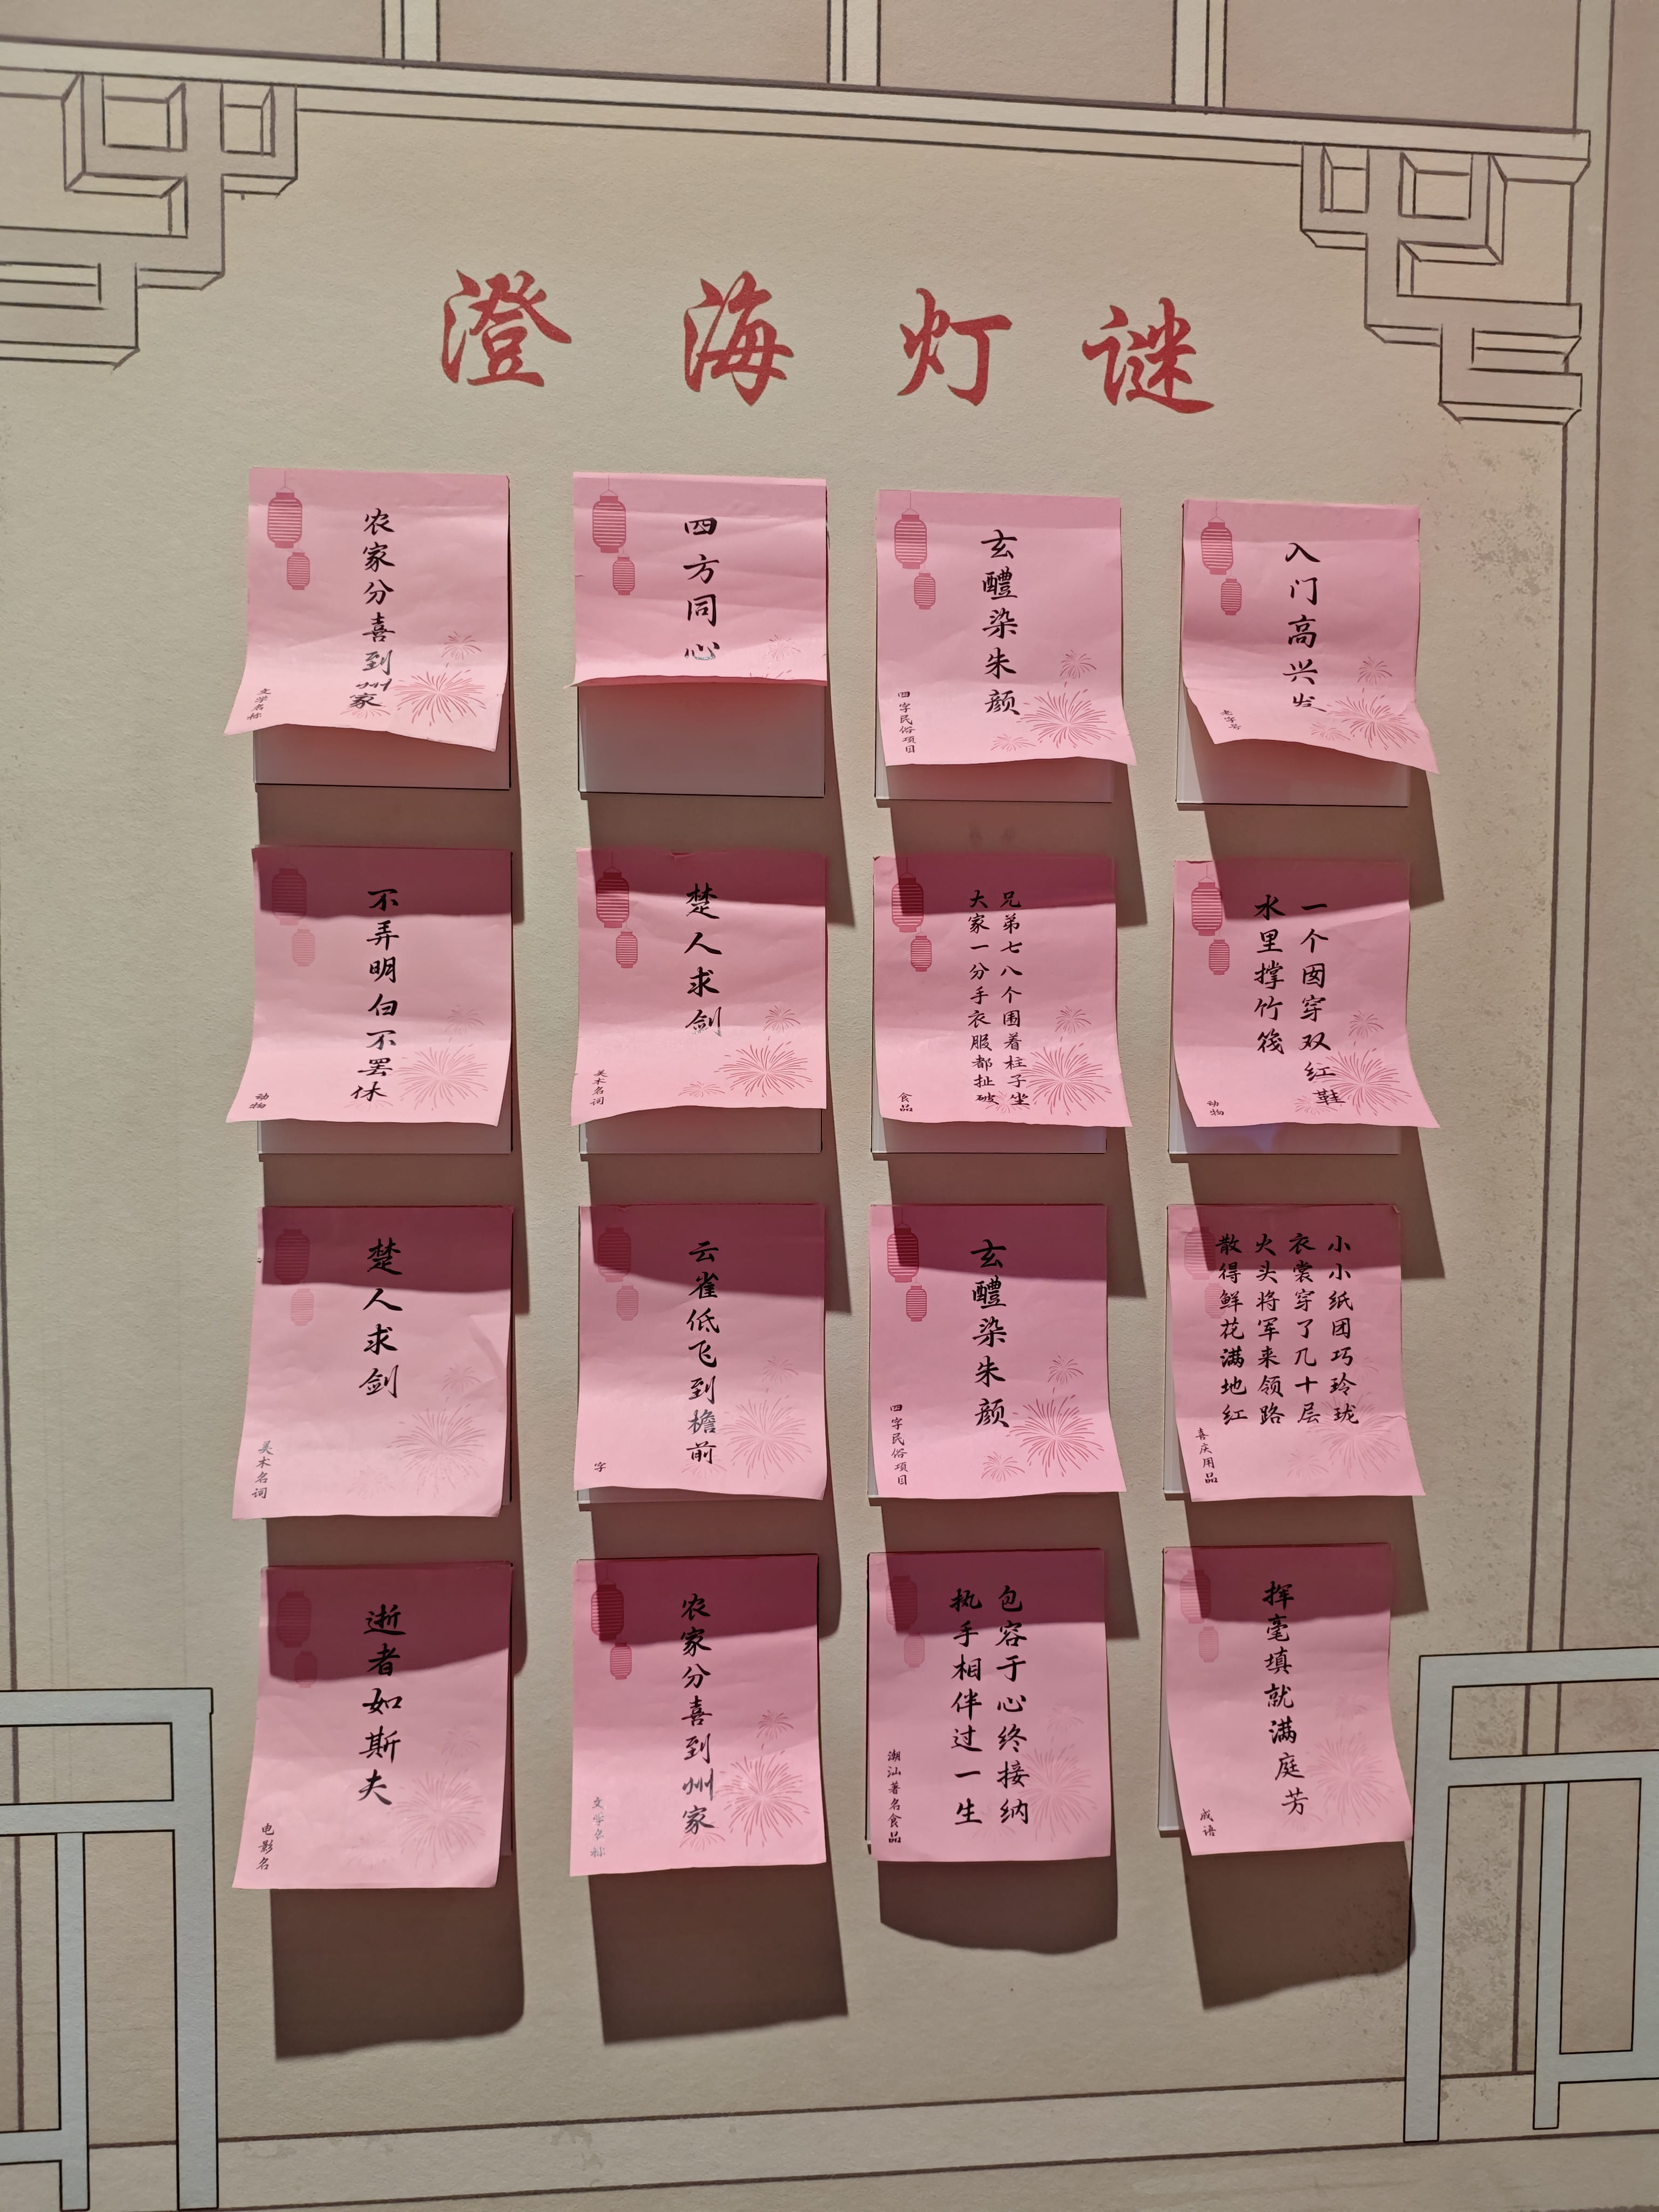 澄海灯谜
农家分喜到州家
文学名称
四方同心
玄醴染朱颜
四字民俗项目
入门高兴发
老字号
不弄明白不罢休
动物
楚人求剑
美术名词
兄弟七八个围着柱子坐
大家一分手衣服都扯破
食品
一个囡穿双红鞋
水里撑竹筏
动物
楚人求剑
美术名词
云雀低飞到檐前
字
玄醴染朱颜
四字民俗项目
小小纸团巧玲珑
衣裳穿了几十层
火头将军来领路
散得鲜花满地红
喜庆用品
逝者如斯夫
电影名
农家分喜到州家
文学名称
包容于心终接纳
执手相伴过一生
潮汕著名食品
挥毫填就满庭芳
成语